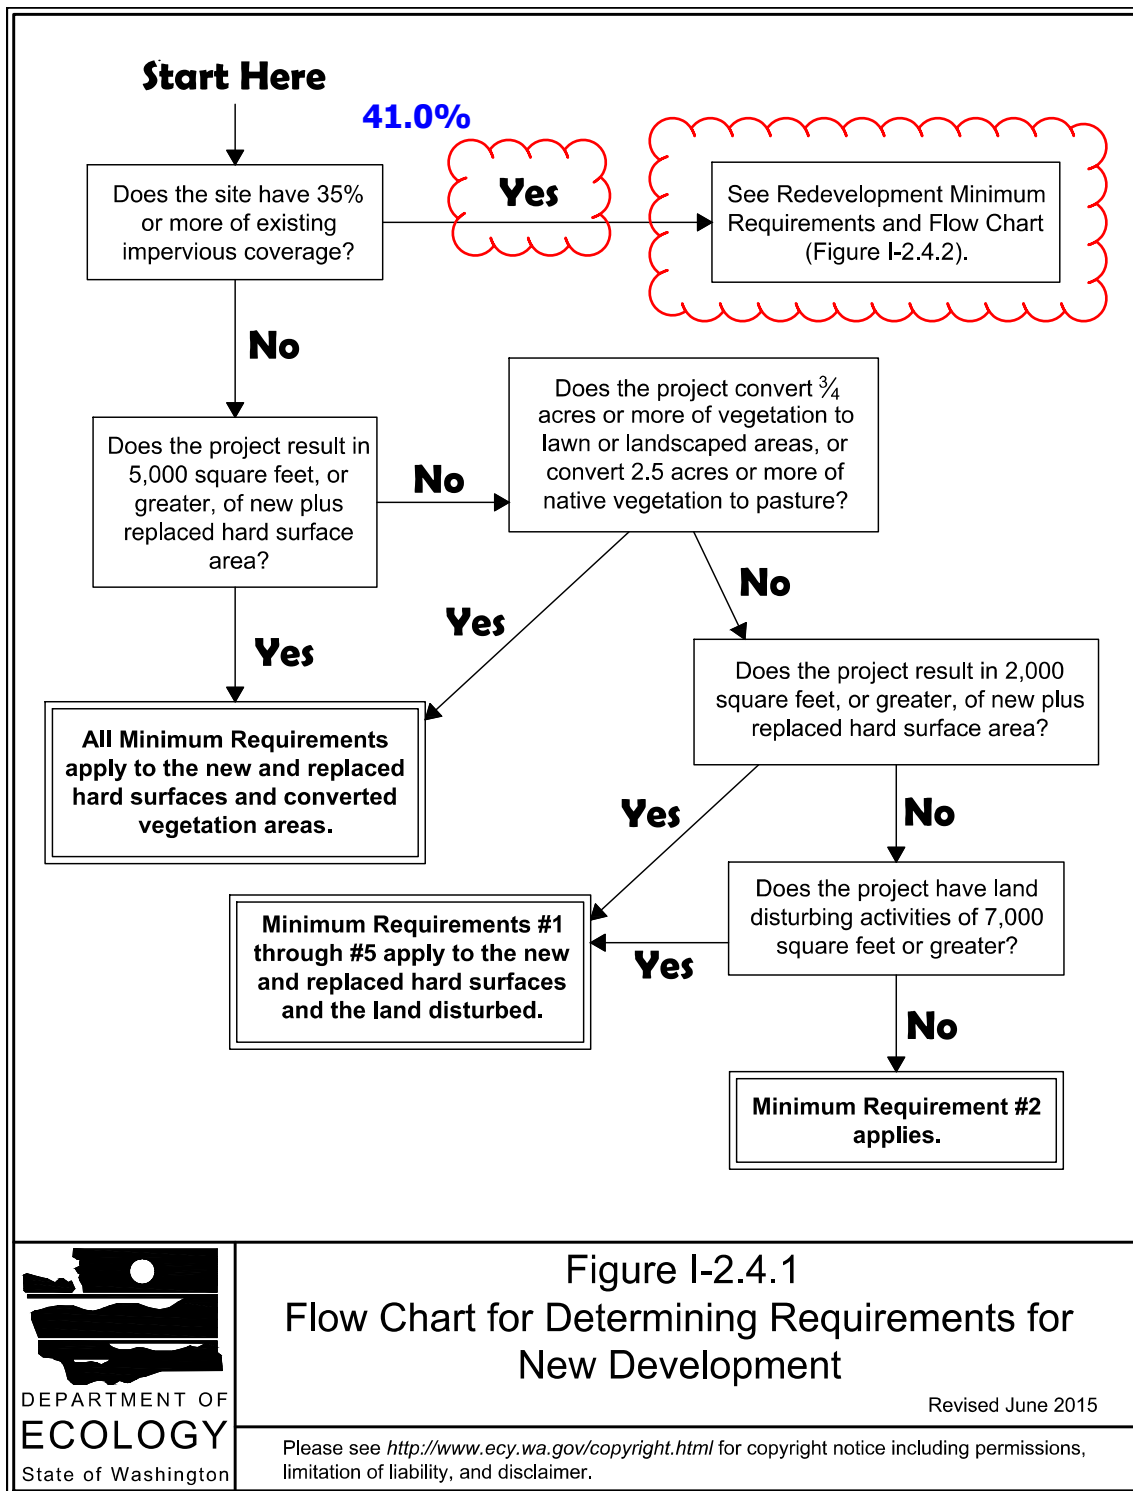 Start Here
41.0%
Does the site have 35%
or more of existing
impervious coverage?
Yes
See Redevelopment Minimum
Requirements and Flow Chart
(Figure I-2.4.2).
No
Does the project result in
5,000 square feet, or
greater, of new plus
replaced hard surface
area?
No
Does the project convert ¾
acres or more of vegetation to
lawn or landscaped areas, or
convert 2.5 acres or more of
native vegetation to pasture?
Yes
Yes
No
Does the project result in 2,000
square feet, or greater, of new plus
replaced hard surface area?
All Minimum Requirements
apply to the new and replaced
hard surfaces and converted
vegetation areas.
Yes
No
Does the project have land
disturbing activities of 7,000
square feet or greater?
Yes
Minimum Requirements #1
through #5 apply to the new
and replaced hard surfaces
and the land disturbed.
No
Minimum Requirement #2
applies.
DEPARTMENT OF
ECOLOGY
State of Washington
Figure I-2.4.1
Flow Chart for Determining Requirements for
New Development
Revised June 2015
Please see http://www.ecy.wa.gov/copyright.html for copyright notice including permissions,
limitation of liability, and disclaimer.